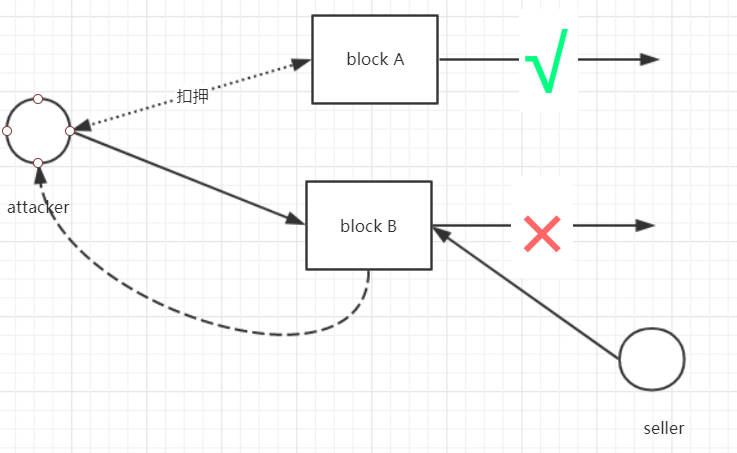 block A
扣押
attacker
block B
seller